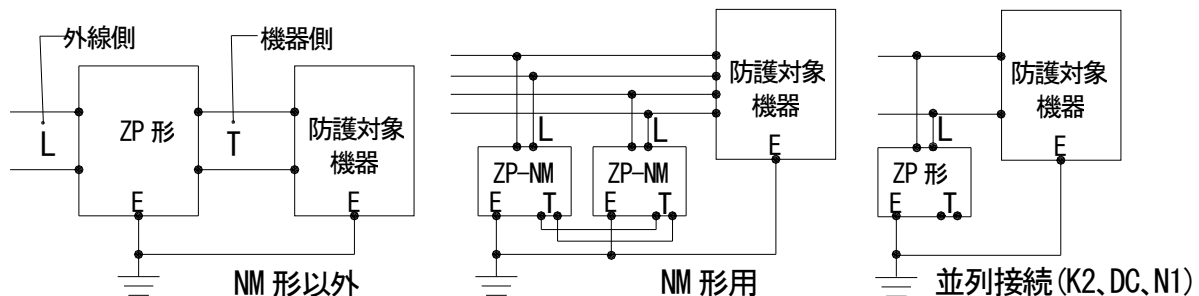 外線側
機器側
L
ZP 形
T
防護対象
機器
E
E
NM 形以外
防護対象
機器
E
L
L
ZP-NM
ZP-NM
E
T
E
T
NM 形用
防護対象
機器
E
L
ZP 形
E
T
並列接続(K2、DC、N1)